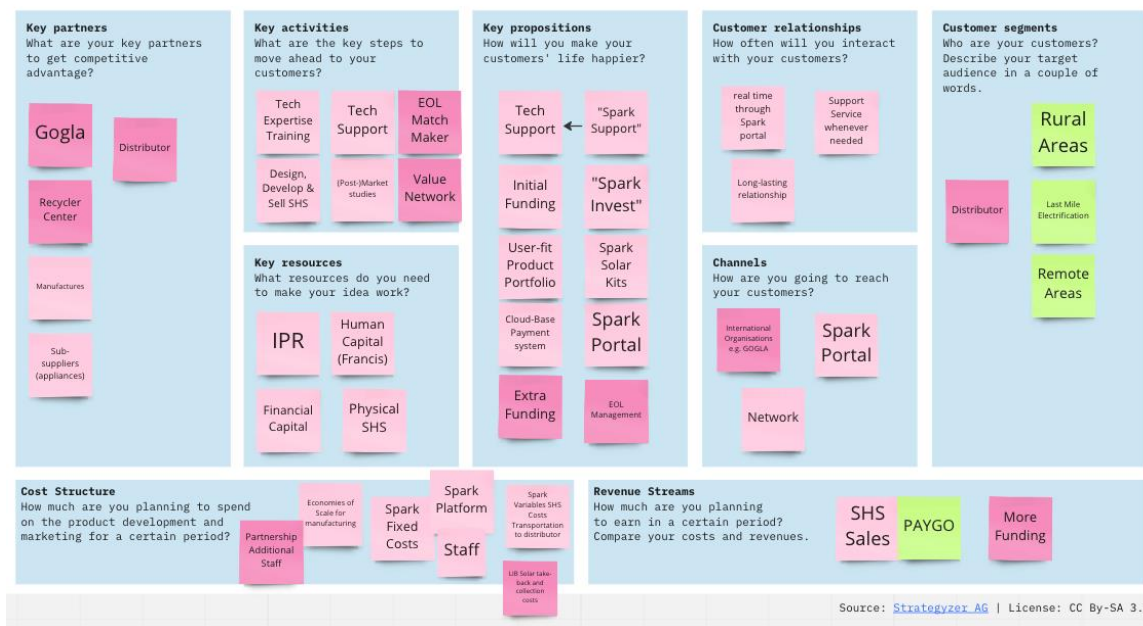 Key partners
What are your key partners
to get competitive
advantage?
Gogla
Distributor
Recycler
Center
Manufactures
Sub-
suppliers
(appliances)
Key activities
What are the key steps to
move ahead to your
customers?
Tech
Expertise
Training
Tech
Support
EOL
Match
Maker
Design,
Develop &
Sell SHS
(Post-)Market
studies
Value
Network
Key resources
What resources do you need
to make your idea work?
IPR
Human
Capital
(Francis)
Financial
Capital
Physical
SHS
Key propositions
How will you make your
customers' life happier?
Tech
Support
"Spark
Support"
Initial
Funding
"Spark
Invest"
User-fit
Product
Portfolio
Spark
Solar
Kits
Cloud-Base
Payment
system
Spark
Portal
Extra
Funding
EOL
Management
Customer relationships
How often will you interact
with your customers?
real time
through
Spark
portal
Support
Service
whenever
needed
Long-lasting
relationship
Channels
How are you going to reach
your customers?
International
Organisations
e.g. GOGLA
Spark
Portal
Network
Customer segments
Who are your customers?
Describe your target
audience in a couple of
words.
Rural
Areas
Distributor
Last Mile
Electrification
Remote
Areas
Cost Structure
How much are you planning to spend
on the product development and
marketing for a certain period?
Partnership
Additional
Staff
Economies of
Scale for
manufacturing
Spark
Fixed
Costs
Spark
Platform
Staff
Spark
Variables SHS
Costs
Transportation
to distributor
LIB Solar take-
back and
collection
costs
Revenue Streams
How much are you planning
to earn in a certain period?
Compare your costs and revenues.
SHS
Sales
PAYGO
More
Funding
Source: Strategyzer AG | License: CC By-SA 3.